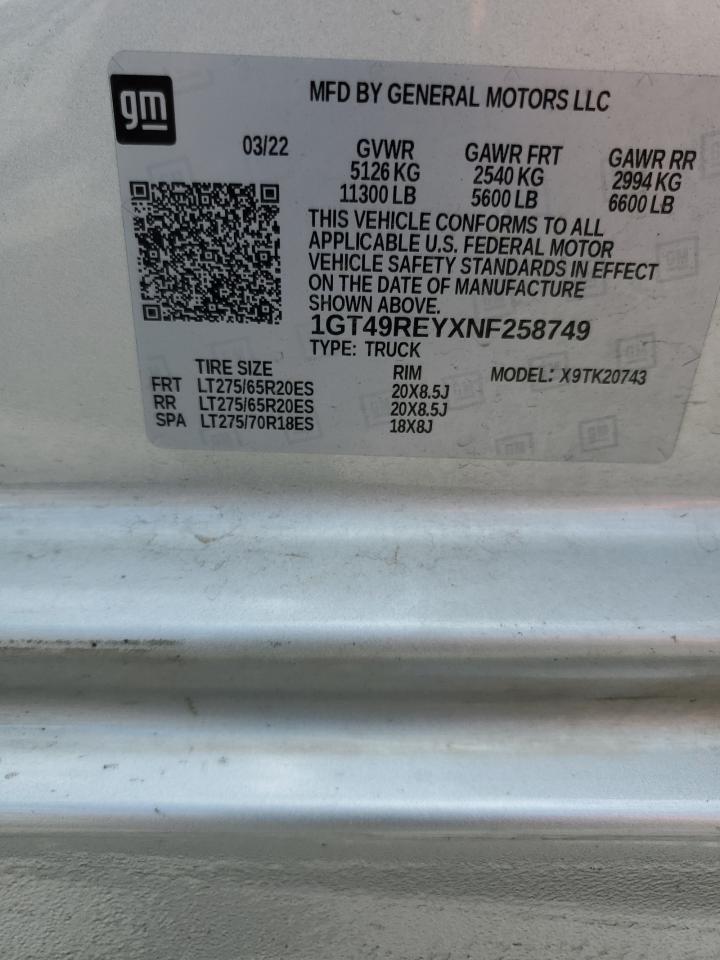 gm
MFD BY GENERAL MOTORS LLC
03/22 GVWR GAWR FRT GAWR RR
5126 KG 2540 KG 2994 KG
11300 LB 5600 LB 6600 LB
THIS VEHICLE CONFORMS TO ALL
APPLICABLE U.S. FEDERAL MOTOR
VEHICLE SAFETY STANDARDS IN EFFECT
ON THE DATE OF MANUFACTURE
SHOWN ABOVE.
1GT49REYXNF258749
TYPE: TRUCK
TIRE SIZE RIM MODEL: X9TK20743
FRT LT275/65R20ES 20X8.5J
RR LT275/65R20ES 20X8.5J
SPA LT275/70R18ES 18X8J